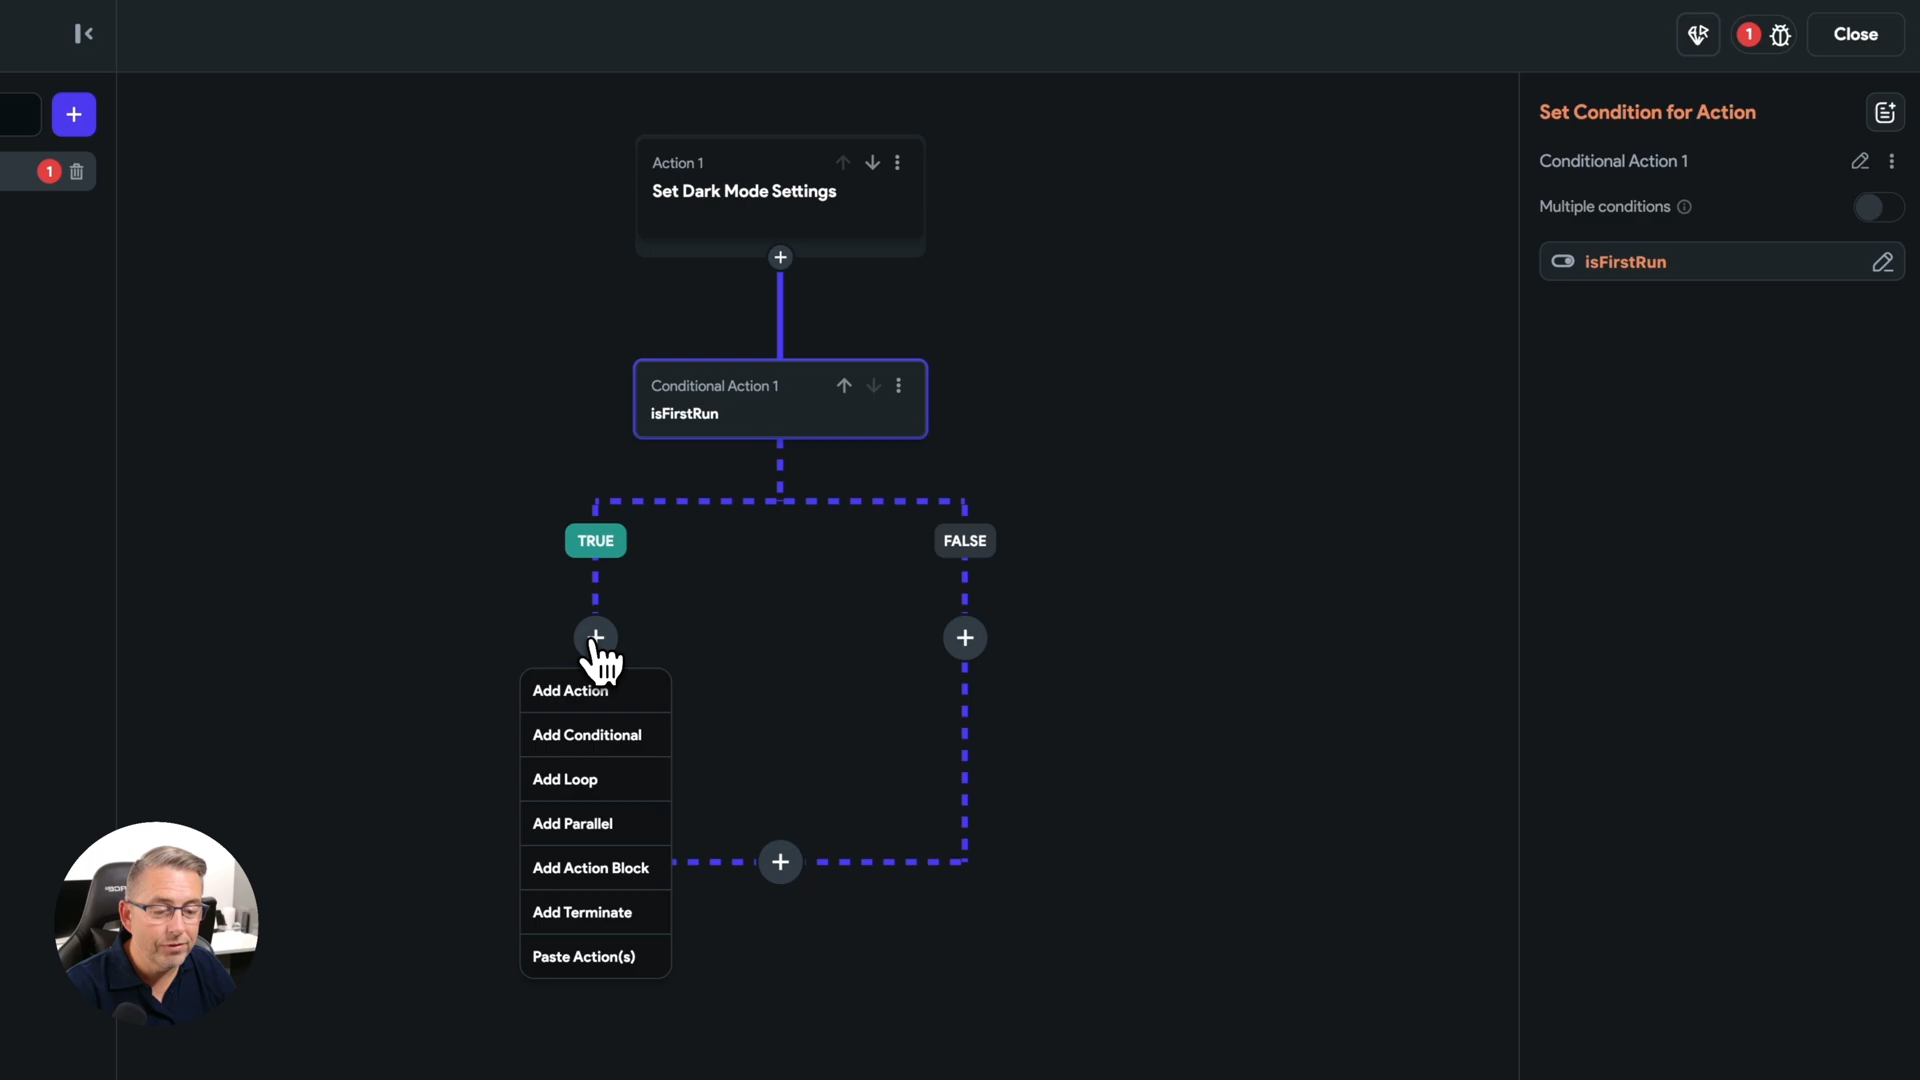 1
Close
1
Set Condition for Action
Conditional Action 1
Multiple conditions
isFirstRun
Action 1
Set Dark Mode Settings
Conditional Action 1
isFirstRun
TRUE
FALSE
Add Action
Add Conditional
Add Loop
Add Parallel
Add Action Block
Add Terminate
Paste Action(s)